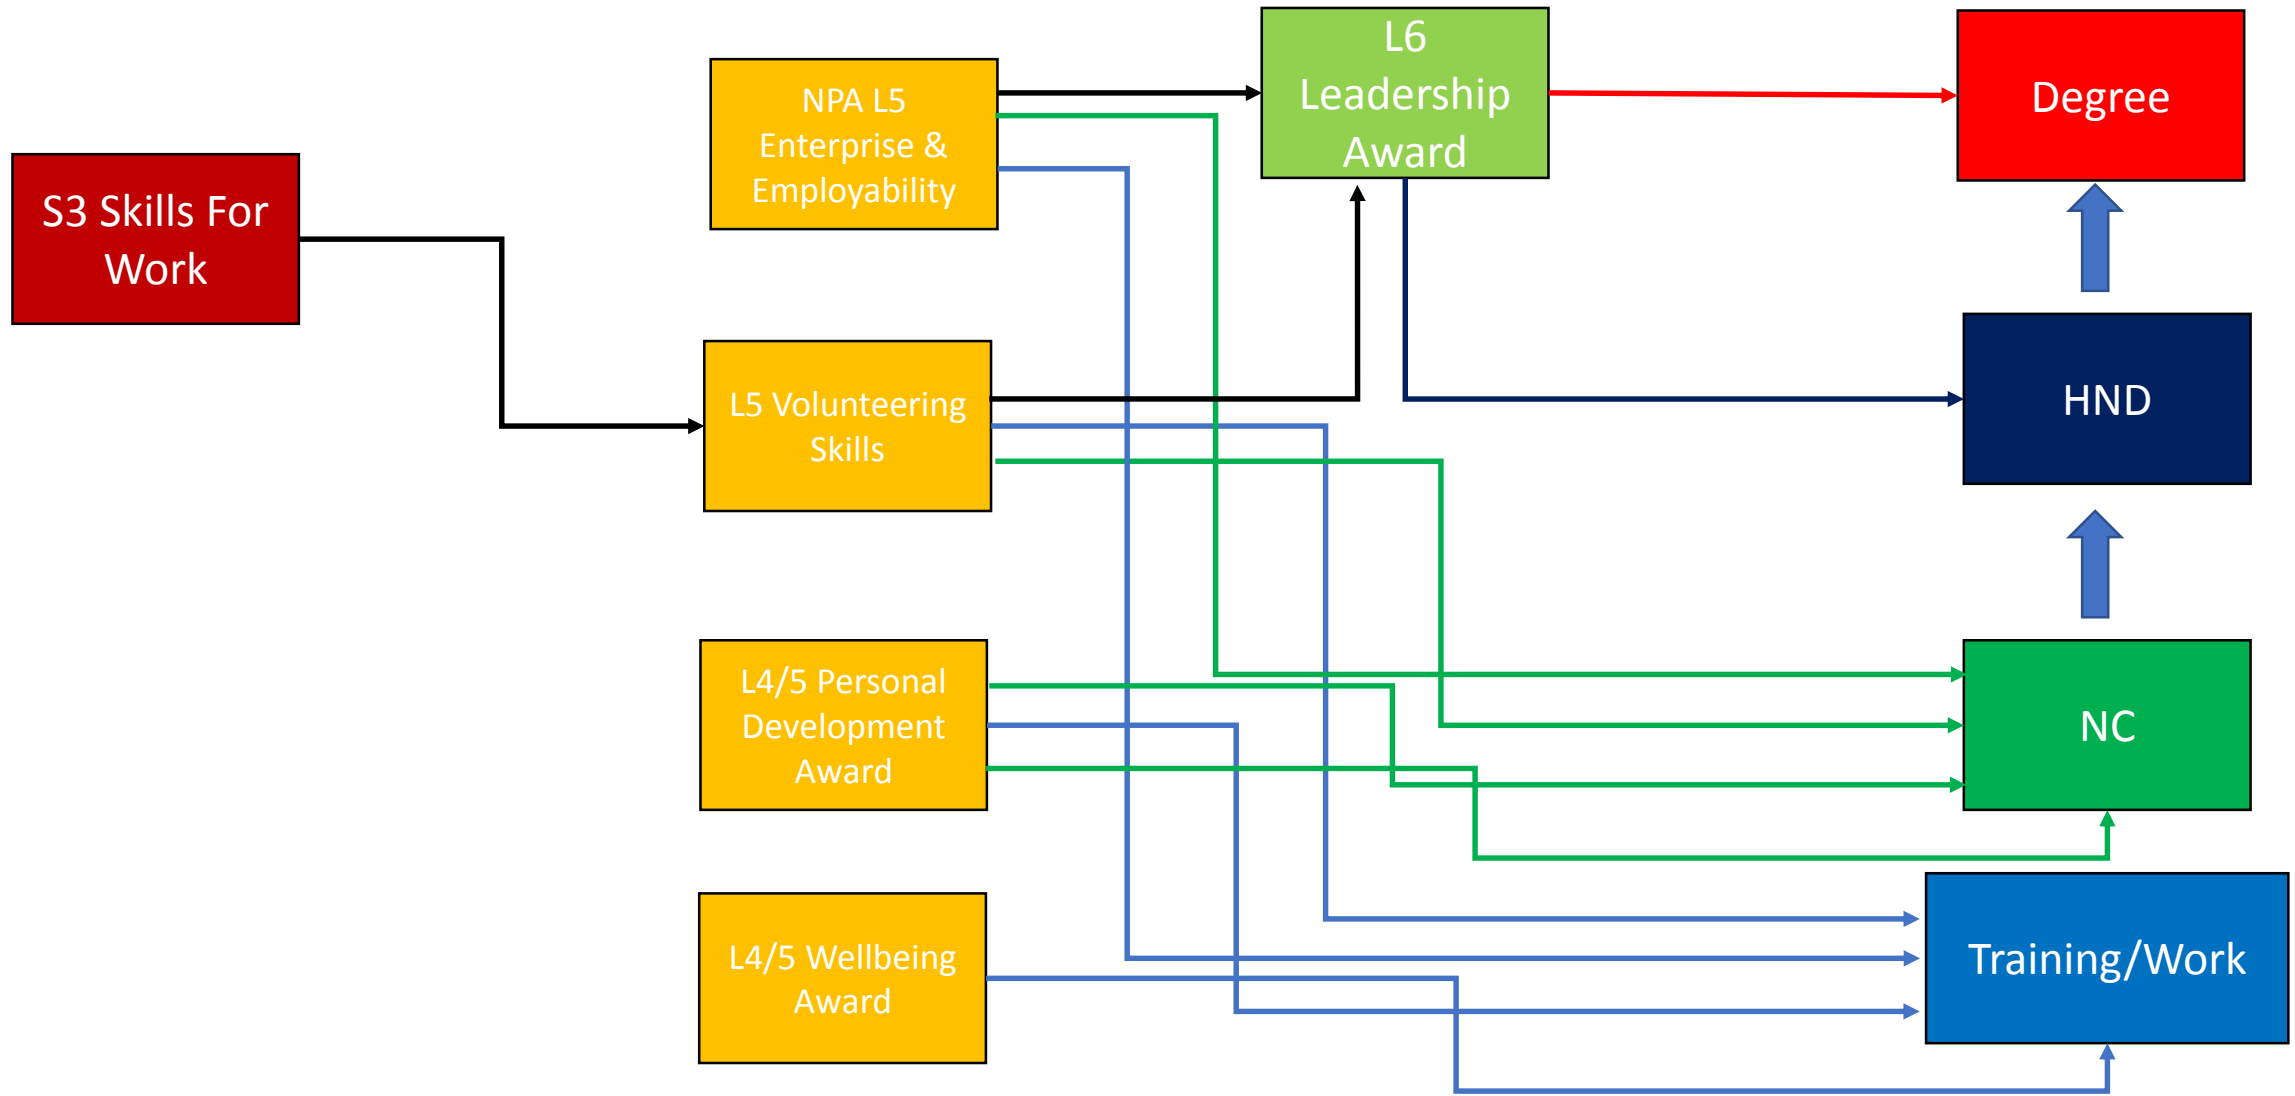 S3 Skills For
Work
NPA L5
Enterprise &
Employability
L5 Volunteering
Skills
L4/5 Personal
Development
Award
L4/5 Wellbeing
Award
L6
Leadership
Award
Degree
HND
NC
Training/Work